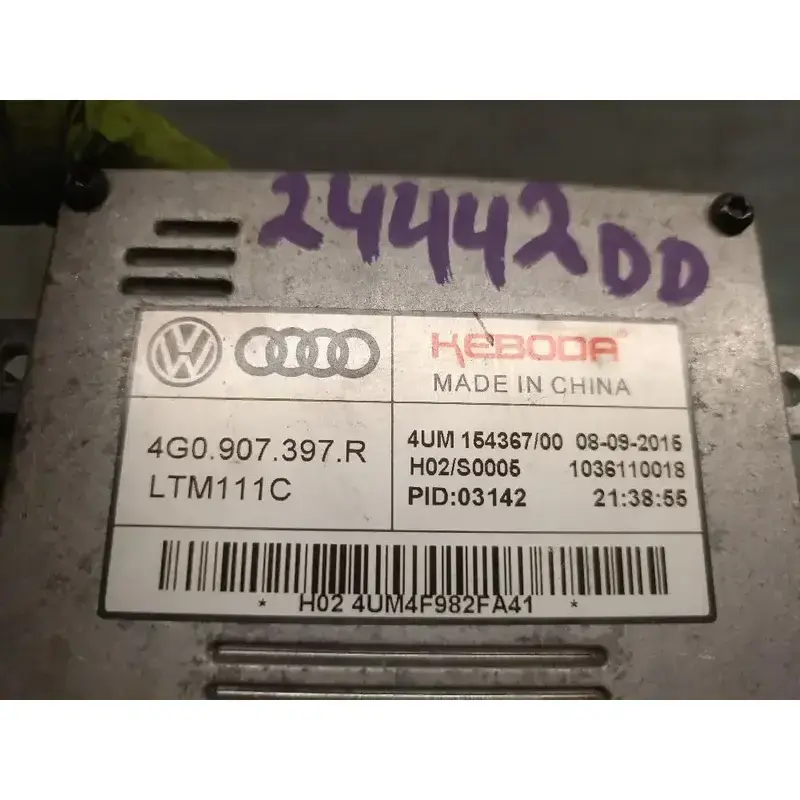 24442DD
KEBODA
MADE IN CHINA
4G0.907.397.R
LTM111C
4UM 154367/00 08-09-2015
H02/S0005 1036110018
PID:03142 21:38:55
* H02 4UM4F982FA41 *